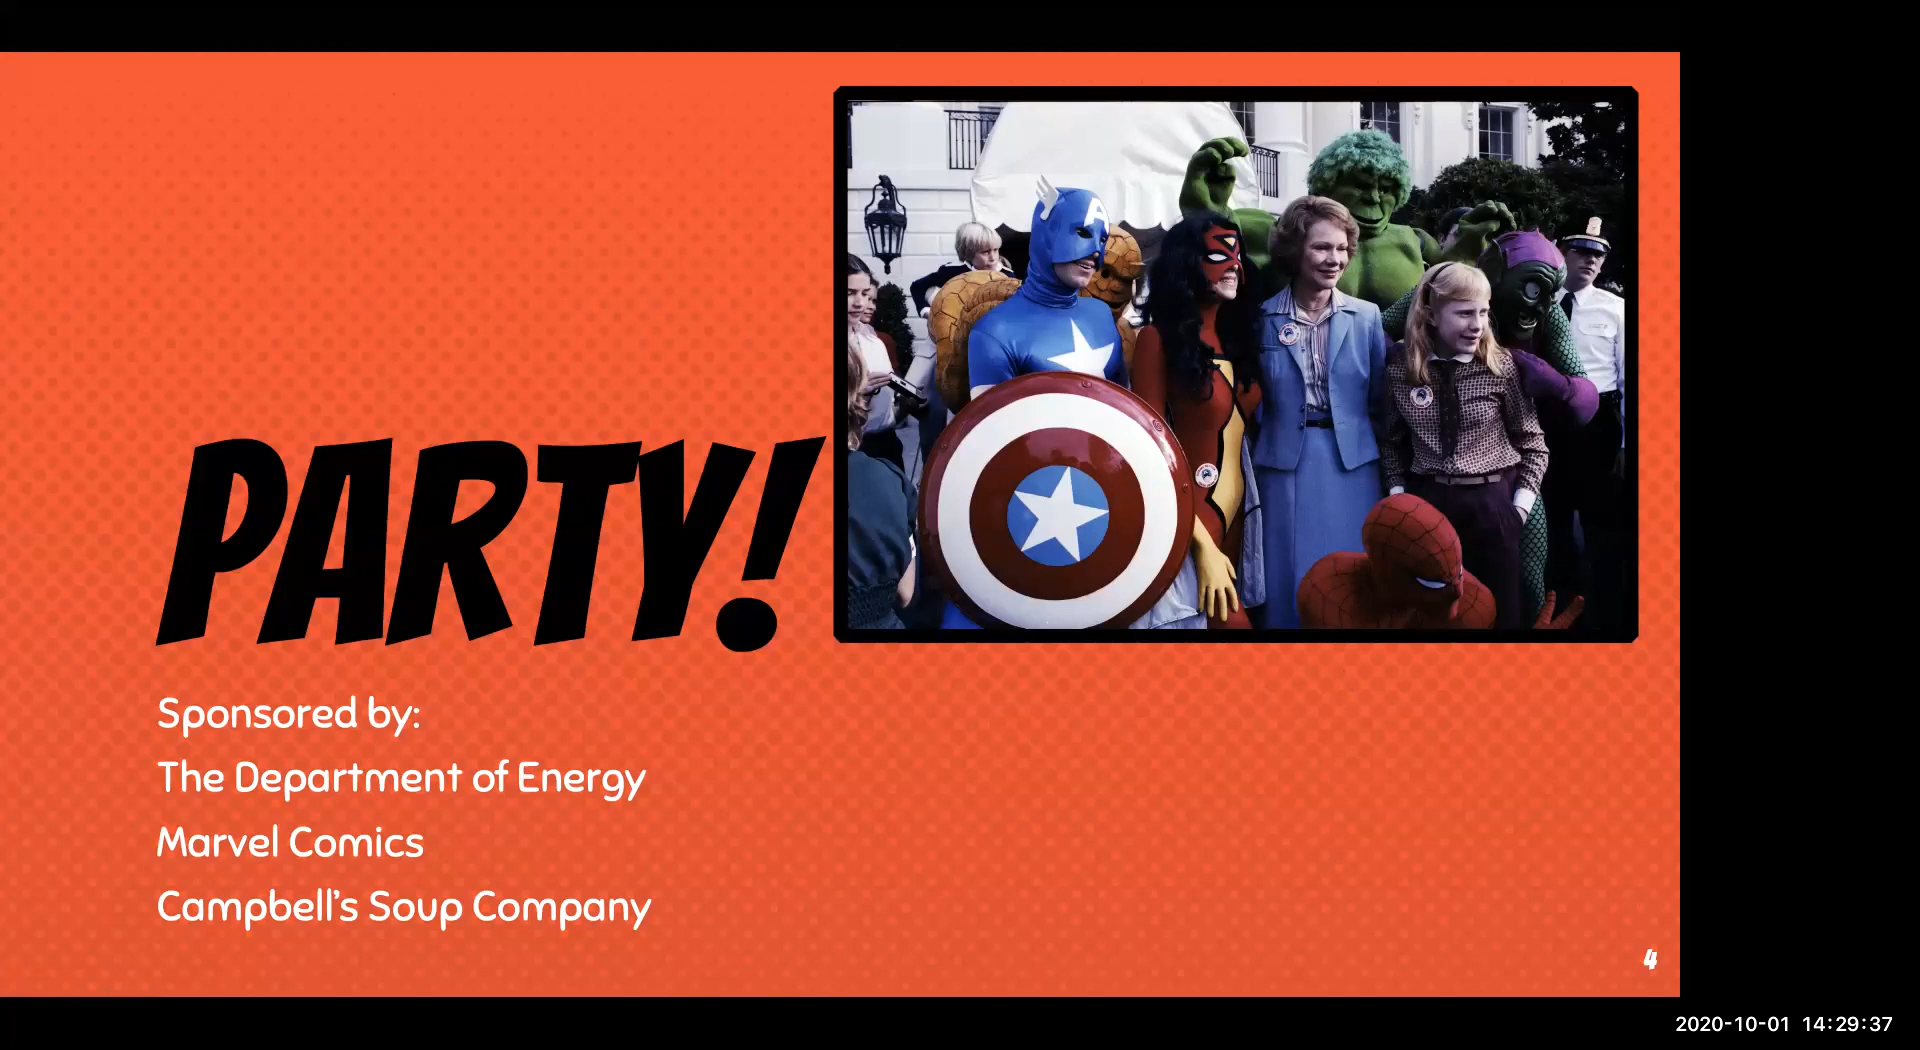 PARTY!
Sponsored by:
The Department of Energy
Marvel Comics
Campbell's Soup Company
A
4
2020-10-01 14:29:37